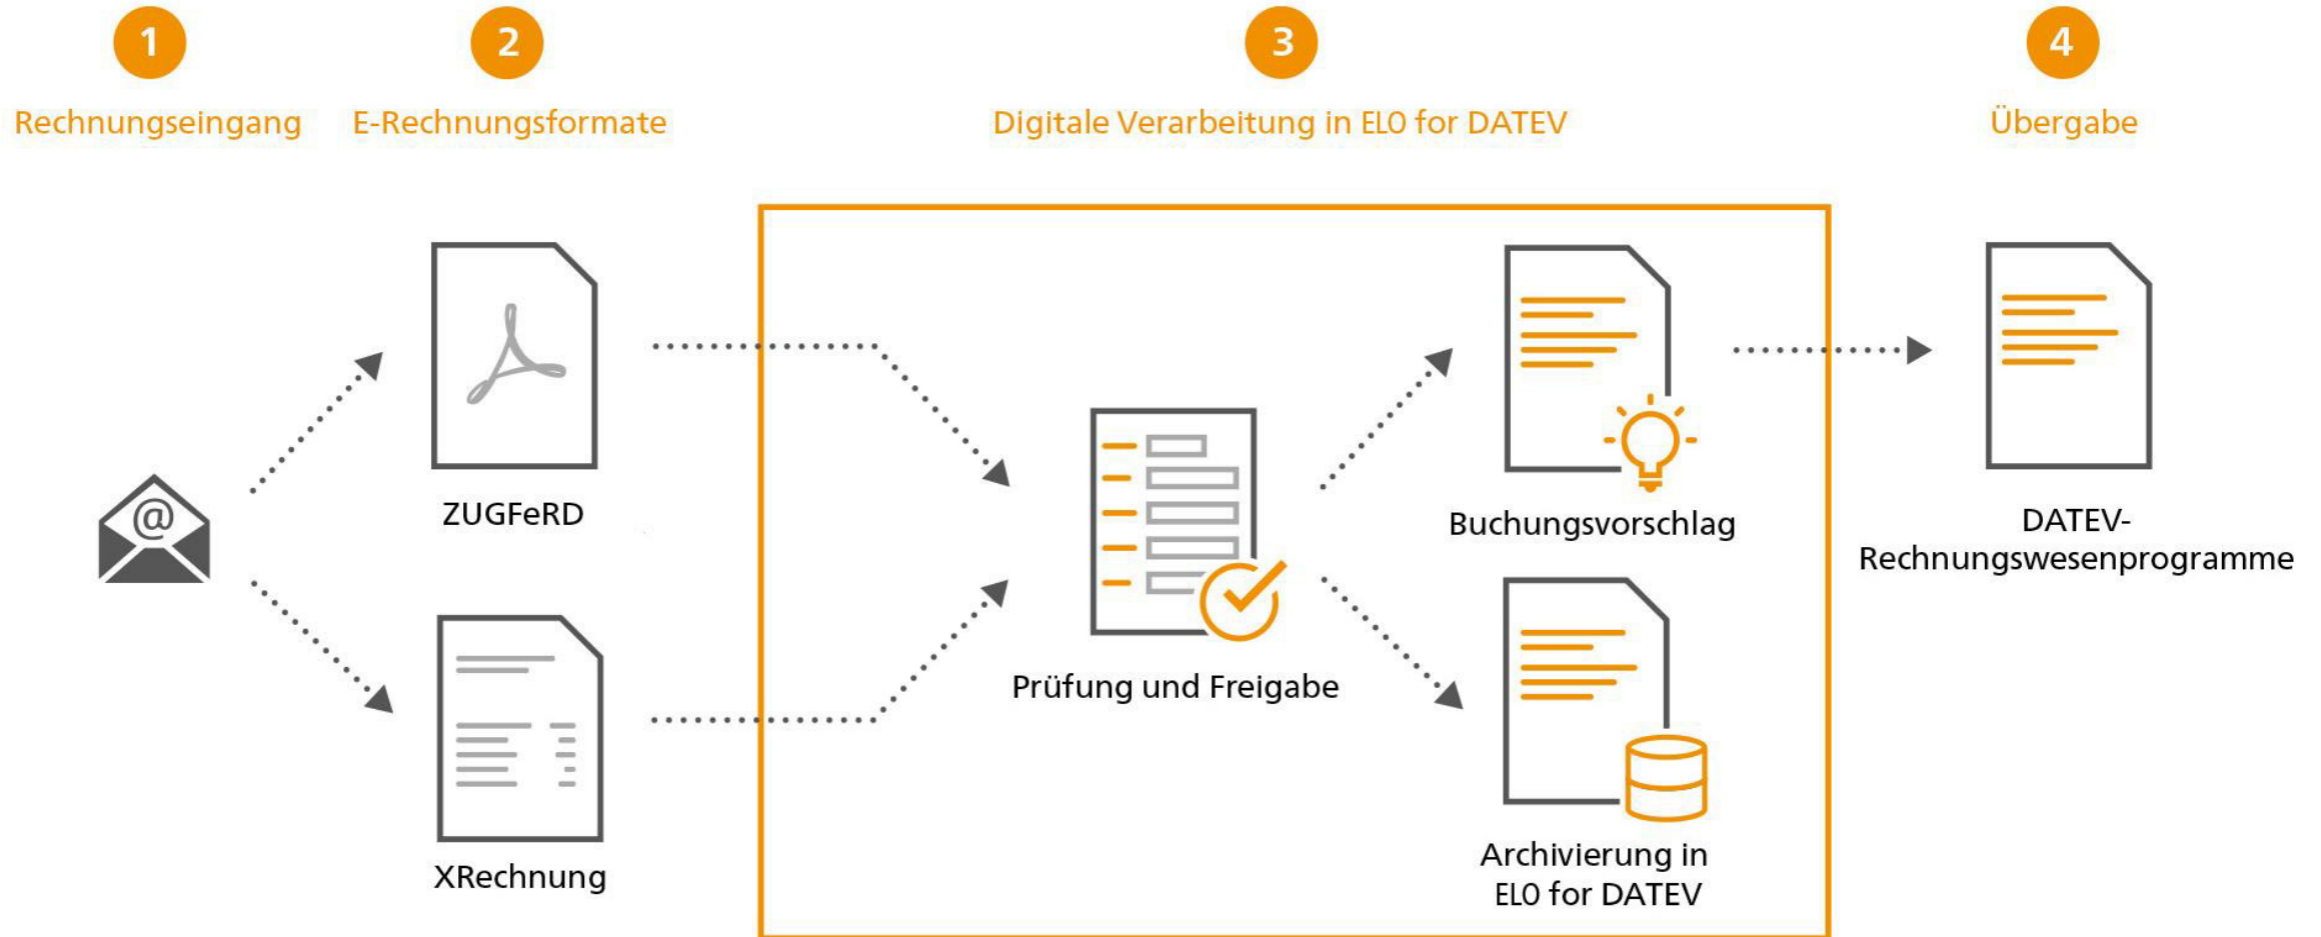 1
Rechnungseingang
2
E-Rechnungsformate
3
Digitale Verarbeitung in ELO for DATEV
4
Übergabe
@
ZUGFeRD
XRechnung
Prüfung und Freigabe
Buchungsvorschlag
Archivierung in
ELO for DATEV
DATEV-
Rechnungswesenprogramme